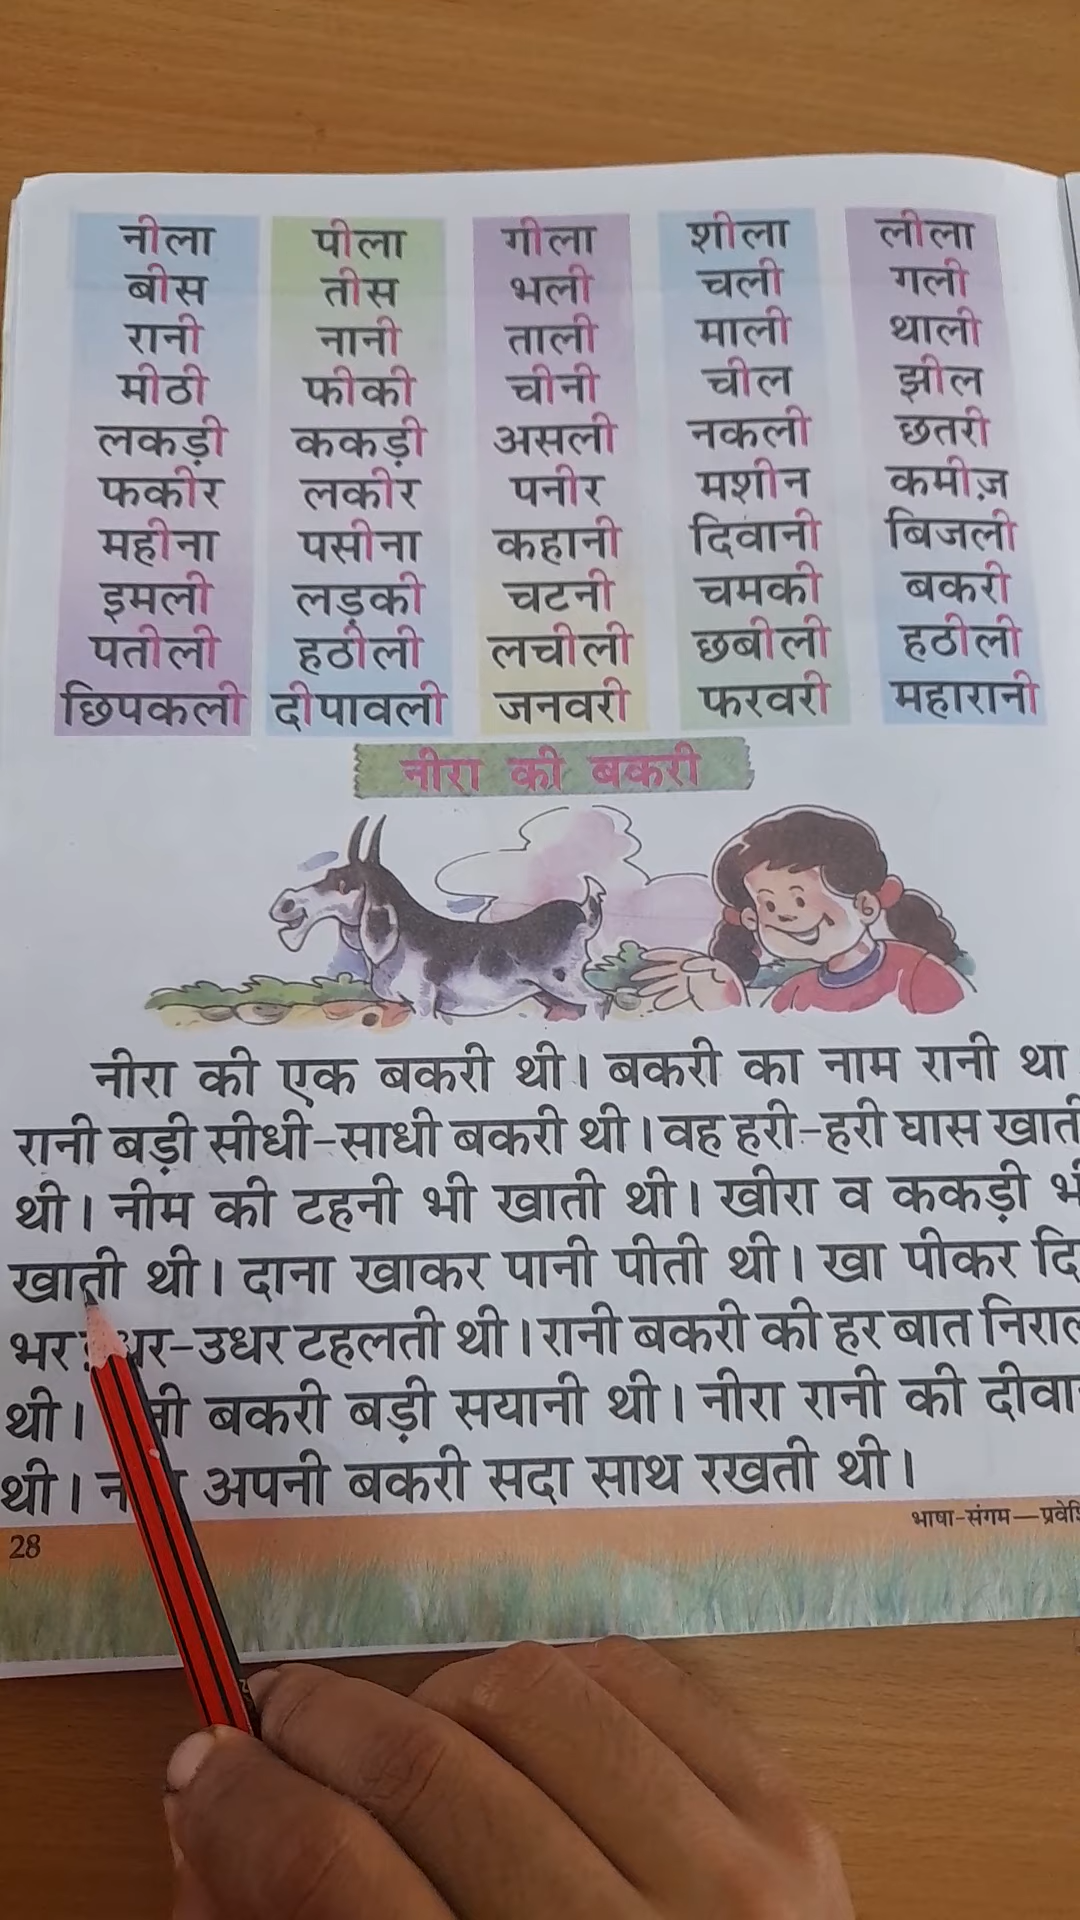 नीला पीला गीला शीला लीला
बीस तीस भली चली गली
रानी नानी ताली माली थाली
मीठी फीकी चीनी चील झील
लकड़ी ककड़ी असली नकली छतरी
फकीर लकीर पनीर मशीन कमीज़
महीना पसीना कहानी दिवानी बिजली
इमली लड़की चटनी चमकी बकरी
पतीली हठीली लचीली छबीली हठीली
छिपकली दीपावली जनवरी फरवरी महारानी
नीरा की बकरी
नीरा की एक बकरी थी। बकरी का नाम रानी था
रानी बड़ी सीधी-साधी बकरी थी। वह हरी-हरी घास खाती
थी। नीम की टहनी भी खाती थी। खीरा व ककड़ी
खाती थी। दाना खाकर पानी पीती थी। खा पीकर
भर उधर टहलती थी। रानी बकरी की हर बात
थी। बकरी बड़ी सयानी थी। नीरा रानी की
थी। अपनी बकरी सदा साथ रखती थी।
भाषा-संगम—
28